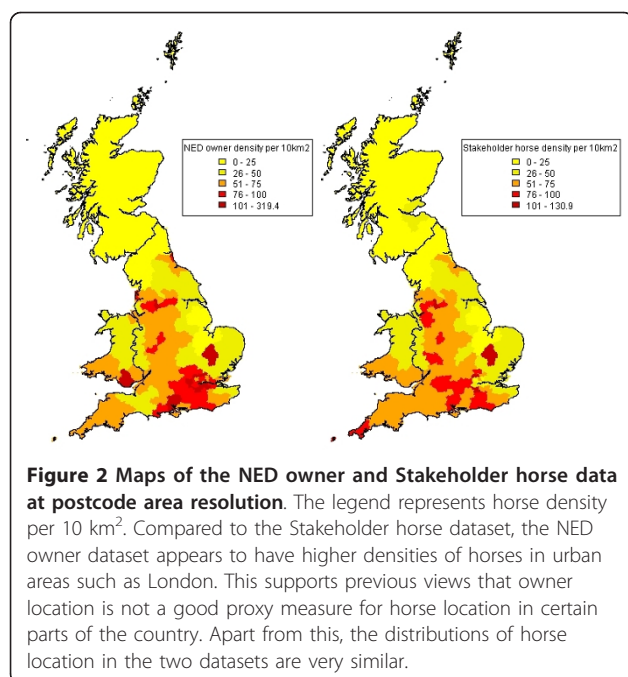 NED owner density per 10km2
0 - 25
26 - 50
51 - 75
76 - 100
101 - 319.4
Stakehoder horse density per 10km2
0 - 25
26 - 50
51 - 75
76 - 100
101 - 130.9
Figure 2 Maps of the NED owner and Stakeholder horse data
at postcode area resolution. The legend represents horse density
per 10 km². Compared to the Stakeholder horse dataset, the NED
owner dataset appears to have higher densities of horses in urban
areas such as London. This supports previous views that owner
location is not a good proxy measure for horse location in certain
parts of the country. Apart from this, the distributions of horse
location in the two datasets are very similar.